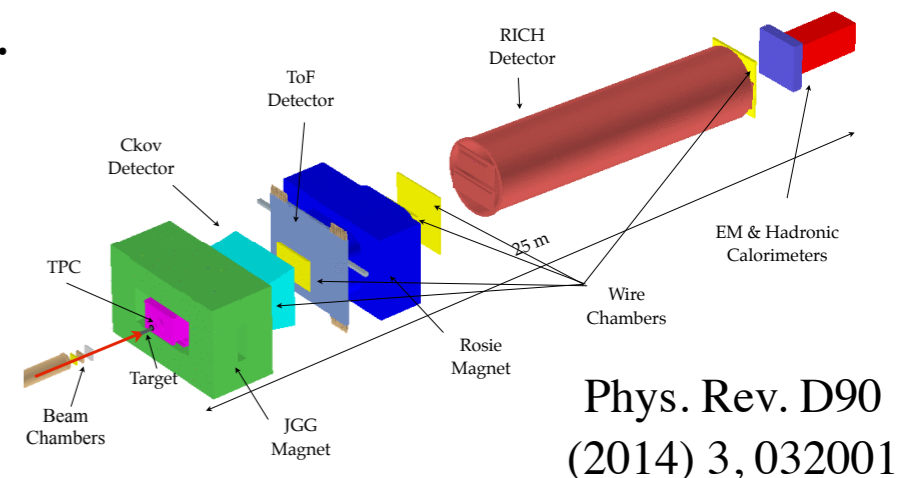 RICH
Detector
ToF
Detector
Ckov
Detector
TPC
25 m
EM & Hadronic
Calorimeters
Wire
Chambers
Rosie
Magnet
Target
Beam
Chambers
JGG
Magnet
Phys. Rev. D90
(2014) 3, 032001